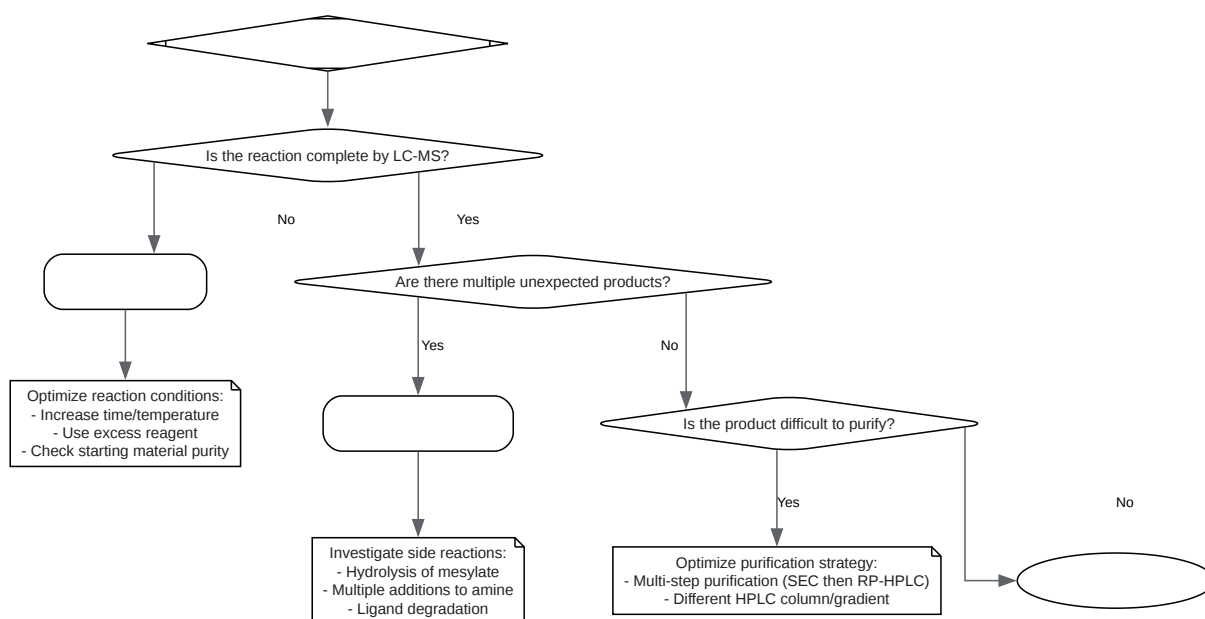 Is the reaction complete by LC-MS?
No
Yes
Are there multiple unexpected products?
Yes
No
Optimize reaction conditions:
- Increase time/temperature
- Use excess reagent
- Check starting material purity
Is the product difficult to purify?
Yes
No
Investigate side reactions:
- Hydrolysis of mesylate
- Multiple additions to amine
- Ligand degradation
Optimize purification strategy:
- Multi-step purification (SEC then RP-HPLC)
- Different HPLC column/gradient